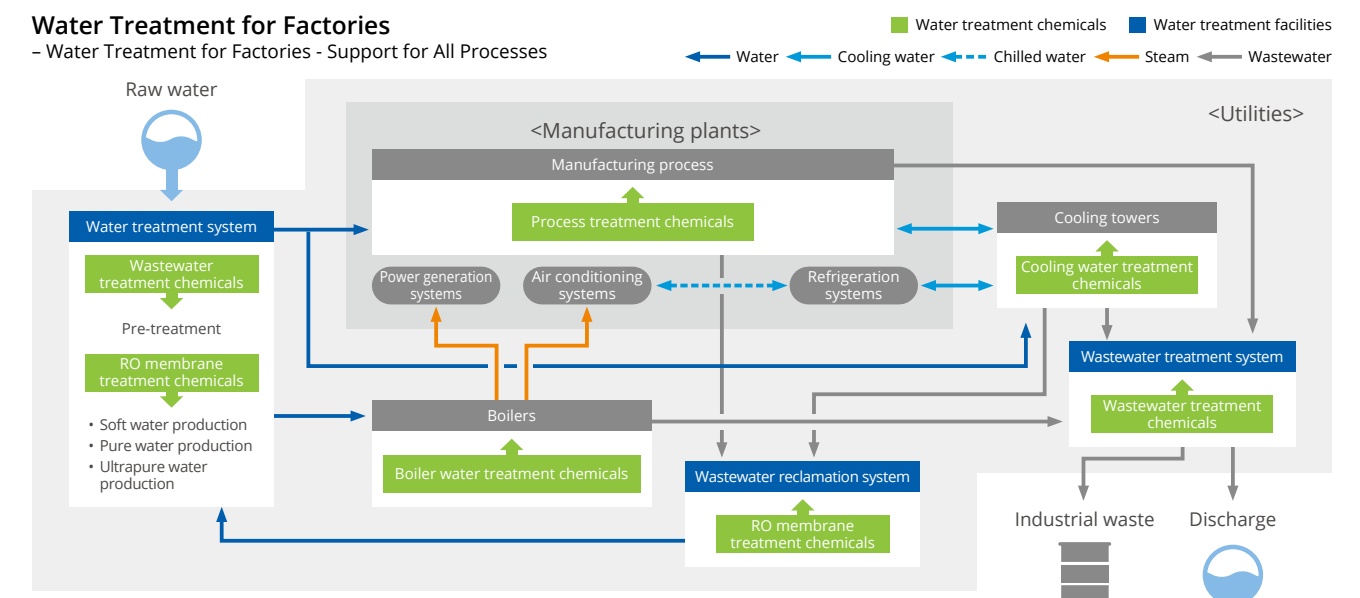 Water Treatment for Factories
– Water Treatment for Factories - Support for All Processes
Water treatment chemicals
Water treatment facilities
Water
Cooling water
Chilled water
Steam
Wastewater
Raw water
<Utilities>
<Manufacturing plants>
Manufacturing process
Process treatment chemicals
Water treatment system
Wastewater
treatment chemicals
Pre-treatment
RO membrane
treatment chemicals
• Soft water production
• Pure water production
• Ultrapure water
production
Power generation
systems
Air conditioning
systems
Refrigeration
systems
Cooling towers
Cooling water treatment
chemicals
Boilers
Boiler water treatment chemicals
Wastewater reclamation system
RO membrane
treatment chemicals
Wastewater treatment system
Wastewater treatment
chemicals
Industrial waste
Discharge